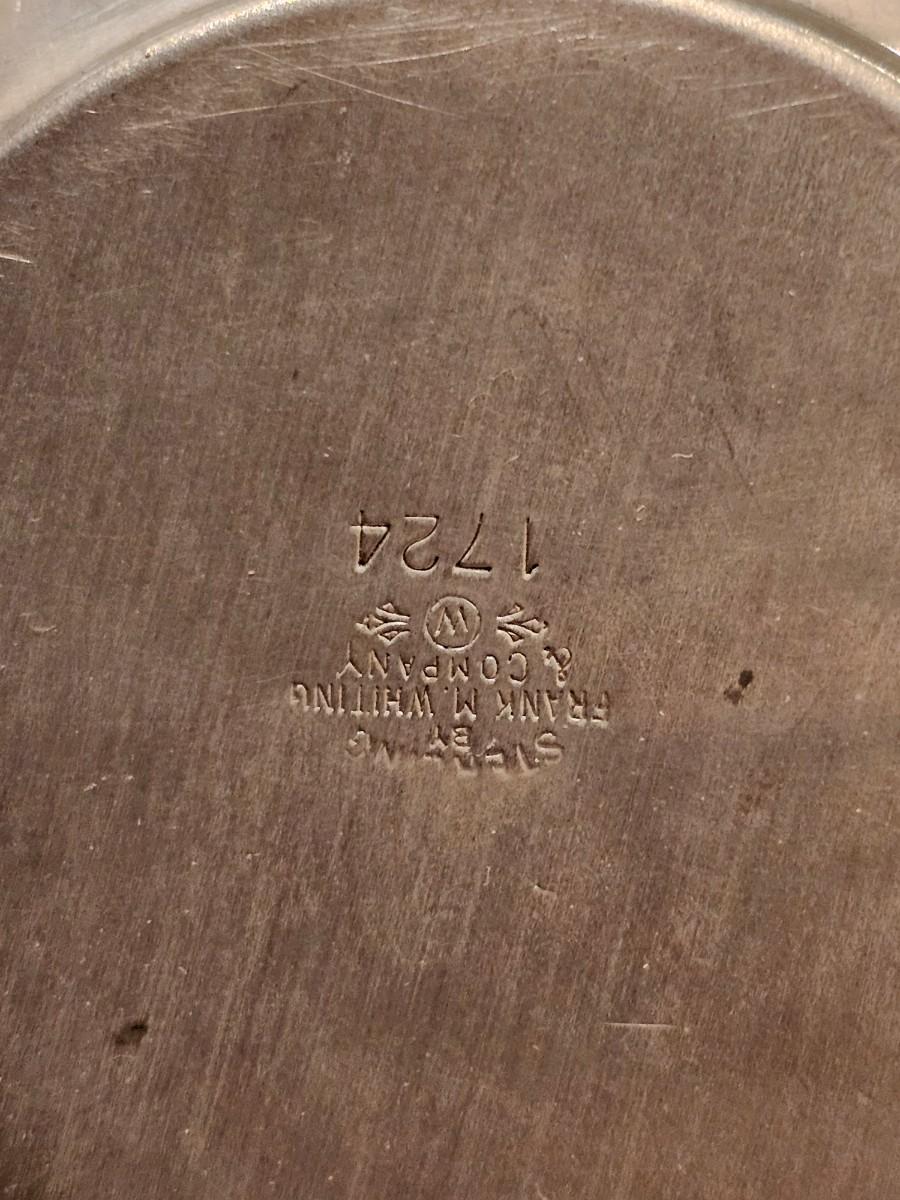 BY
FRANK M. WHITING
& COMPANY
W
1724